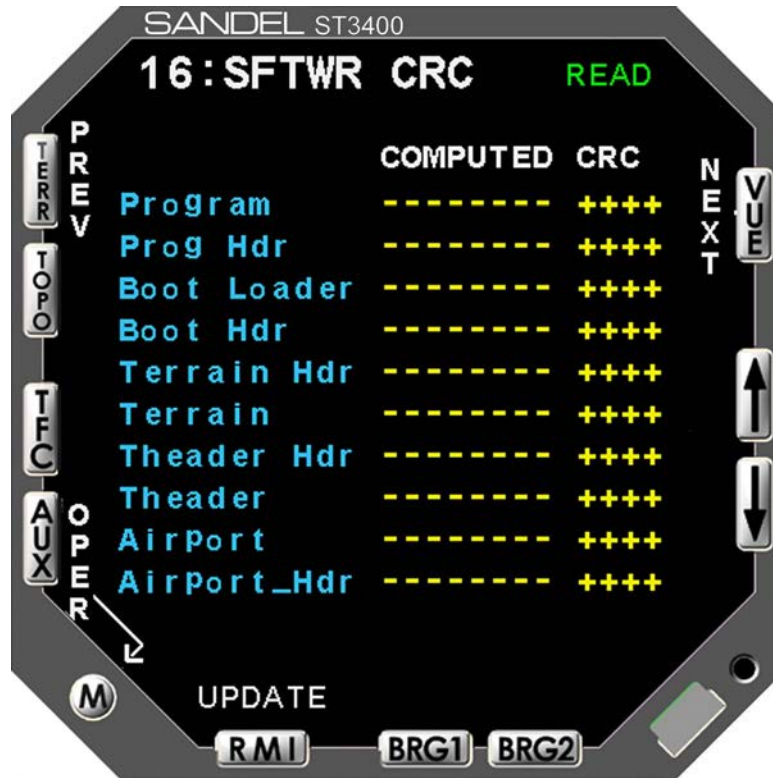 SANDEL ST3400
16:SFTWR CRC READ
COMPUTED CRC
Program -------- ++++
Prog Hdr -------- ++++
Boot Loader -------- ++++
Boot Hdr -------- ++++
Terrain Hdr -------- ++++
Terrain -------- ++++
Theader Hdr -------- ++++
Theader -------- ++++
Airport -------- ++++
Airport_Hdr -------- ++++
TERR
PREV
TOPO
TFC
AUX
OPER
NEXT
VUE
M
UPDATE
RMI BRG1 BRG2